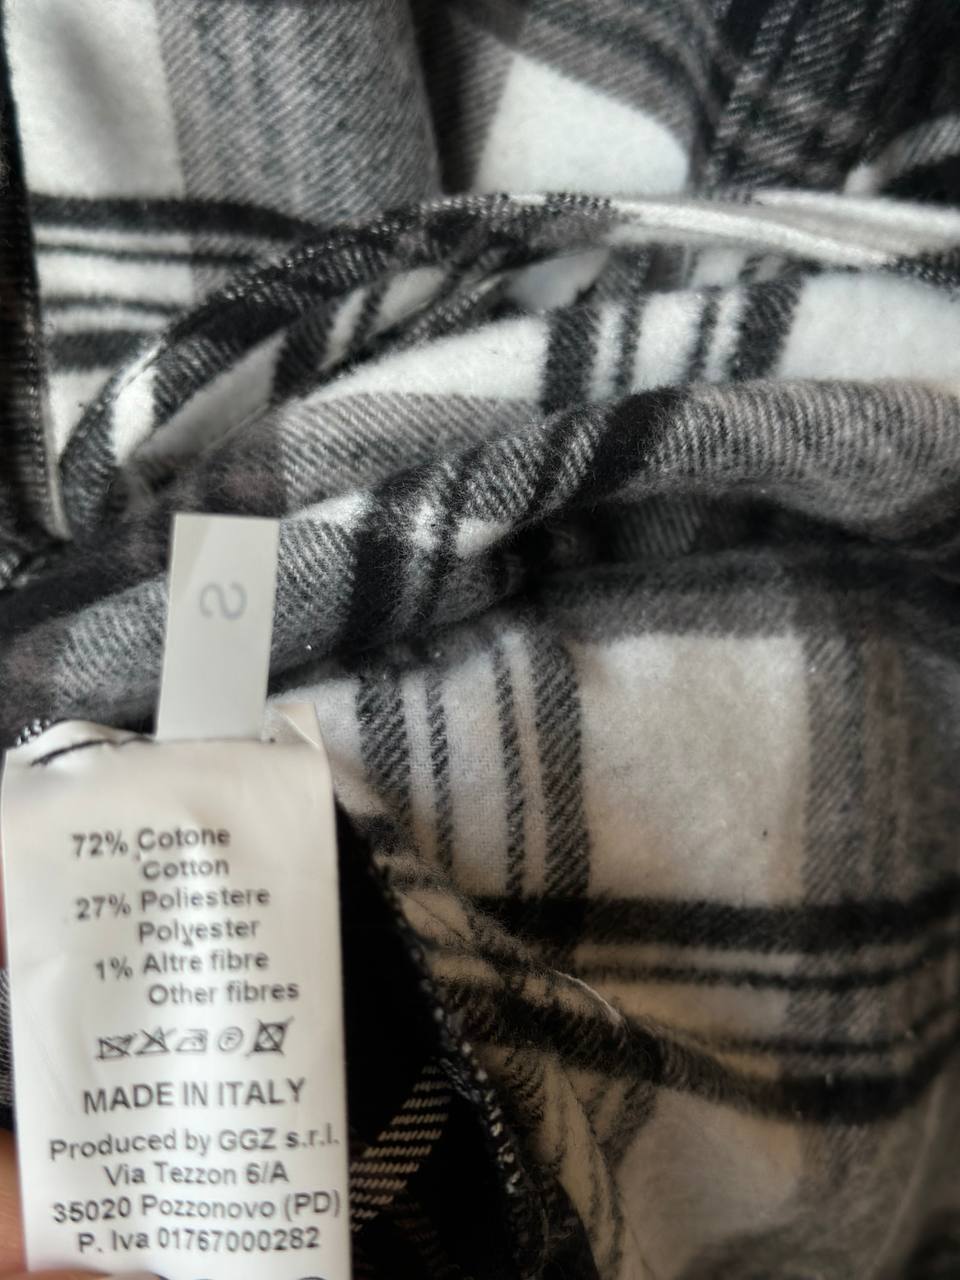 S
72% Cotone
Cotton
27% Poliestere
Polyester
1% Altre fibre
Other fibres
MADE IN ITALY
Produced by GGZ s.r.l.
Via Tezzon 6/A
35020 Pozzonovo (PD)
P. Iva 01767000282